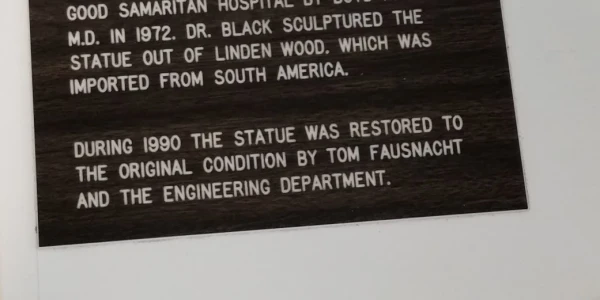 GOOD SAMARITAN HOSPITAL BY
M.D. IN 1972. DR. BLACK SCULPTURED THE
STATUE OUT OF LINDEN WOOD, WHICH WAS
IMPORTED FROM SOUTH AMERICA.
DURING 1990 THE STATUE WAS RESTORED TO
THE ORIGINAL CONDITION BY TOM FAUSNACHT
AND THE ENGINEERING DEPARTMENT.